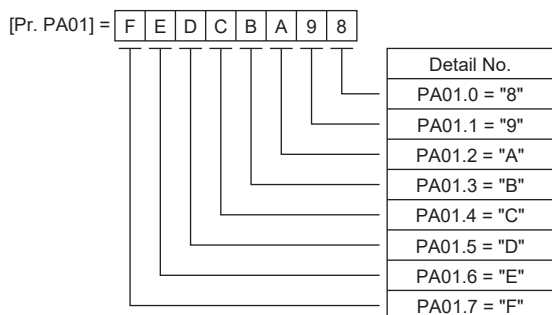 [Pr. PA01] = F E D C B A 9 8
Detail No.
PA01.0 = "8"
PA01.1 = "9"
PA01.2 = "A"
PA01.3 = "B"
PA01.4 = "C"
PA01.5 = "D"
PA01.6 = "E"
PA01.7 = "F"